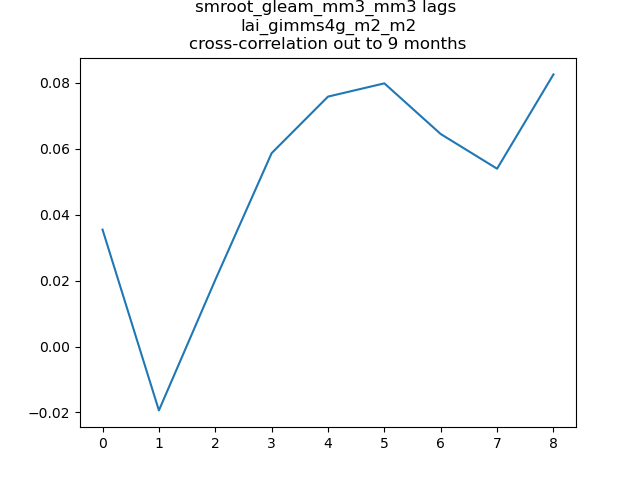 smroot_gleam_mm3_mm3 lags
lai_gimms4g_m2_m2
cross-correlation out to 9 months
0.08
0.06
0.04
0.02
0.00
−0.02
0 1 2 3 4 5 6 7 8